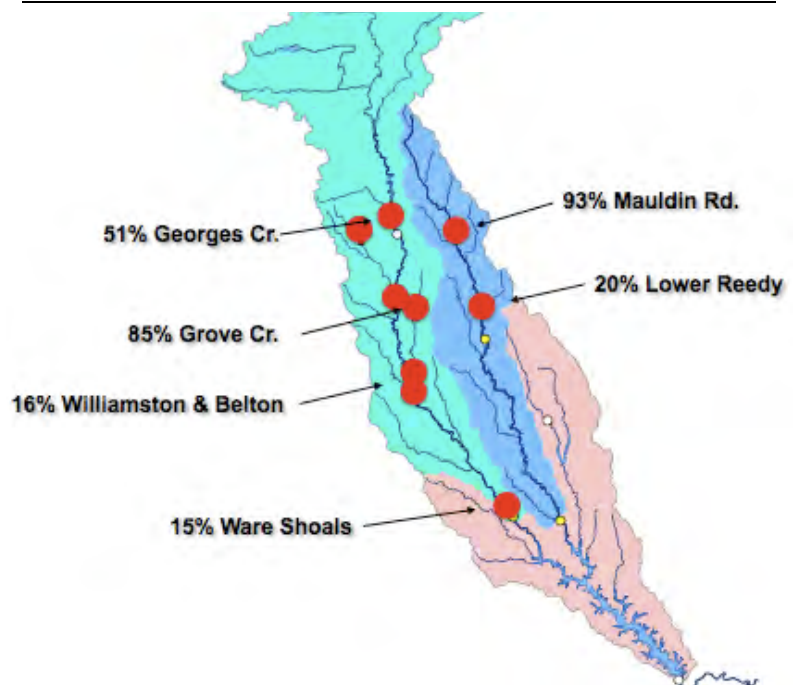 93% Mauldin Rd.
51% Georges Cr.
20% Lower Reedy
85% Grove Cr.
16% Williamston & Belton
15% Ware Shoals